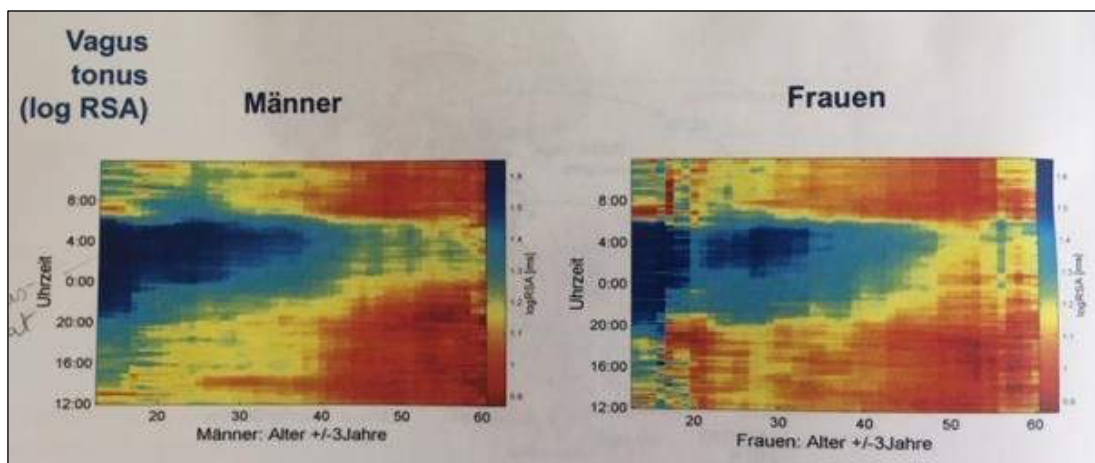 Vagus
tonus
(log RSA)
Männer
Uhrzeit
8:00
4:00
0:00
20:00
16:00
12:00
20 30 40 50 60
Männer: Alter +/-3Jahre
logRSA [ms]
Frauen
Uhrzeit
8:00
4:00
00:00
20:00
16:00
12:00
20 30 40 50 60
Frauen: Alter +/-3Jahre
logRSA [ms]